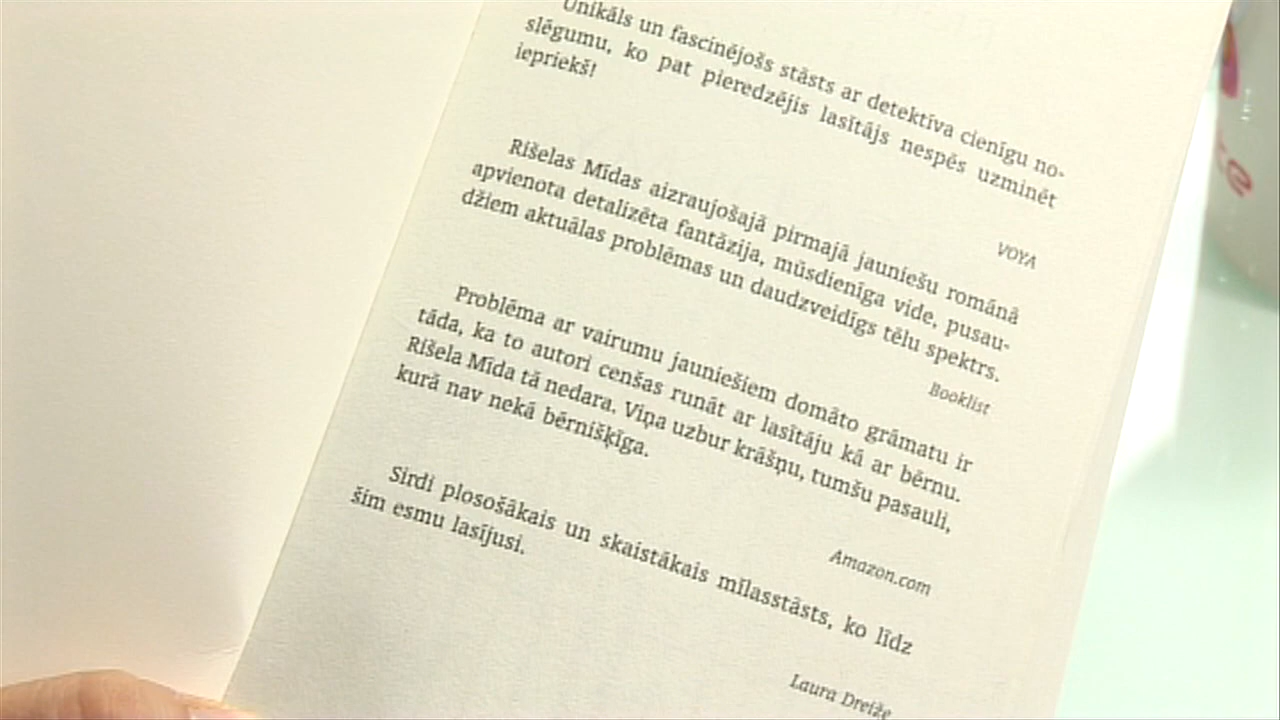 Unikāls un fascinējošs stāsts ar detektīva cienīgu no-
slēgumu, ko pat pieredzējis lasītājs nespēs uzminēt
iepriekš!
VOYA
Rišelas Mīdas aizraujošajā pirmajā jauniešu romānā
apvienota detalizēta fantāzija, mūsdienīga vide, pusau-
džiem aktuālas problēmas un daudzveidīgs tēlu spektrs.
Booklist
Problēma ar vairumu jauniešiem domāto grāmatu ir
tāda, ka to autori cenšas runāt ar lasītāju kā ar bērnu.
Rišela Mīda tā nedara. Viņa uzbur krāšņu, tumšu pasauli,
kurā nav nekā bērnišķīga.
Amazon.com
Sirdi plosošākais un skaistākais mīlasstāsts, ko līdz
šim esmu lasījusi.
Laura Dreiže